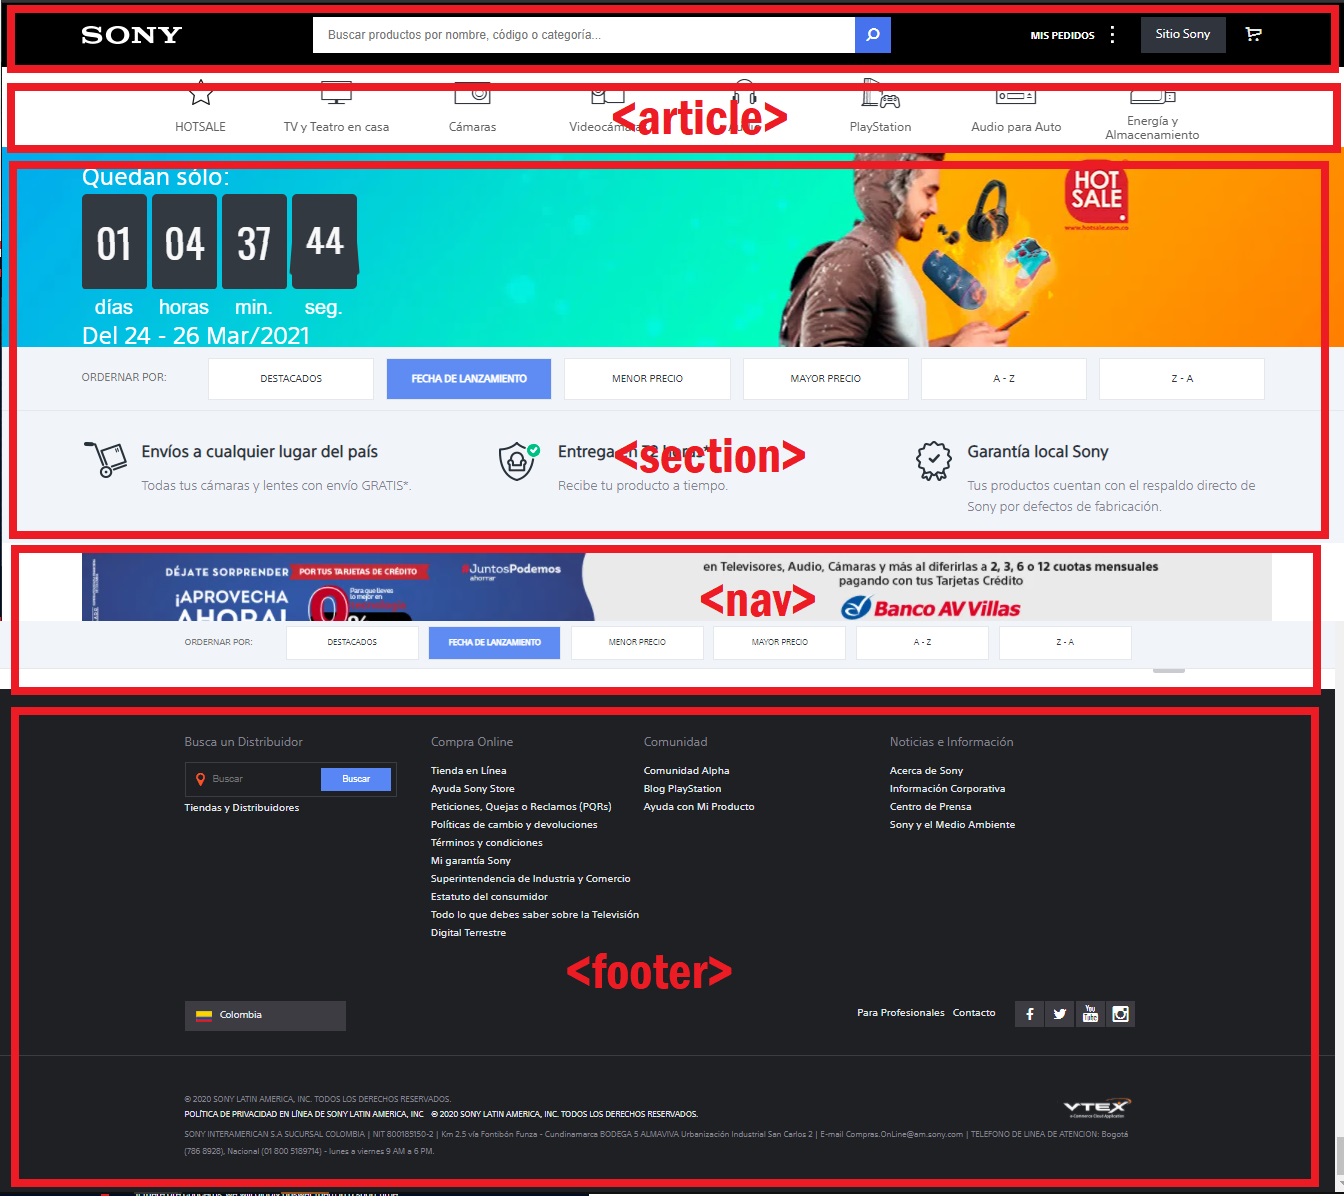 SONY
Buscar productos por nombre, código o categoría...
MIS PEDIDOS
Sitio Sony
HOTSALE
TV y Teatro en casa
Cámaras
PlayStation
Audio para Auto
Energía y
Almacenamiento
<article>
Quedan sólo:
01 04 37 44
días horas min. seg.
Del 24 - 26 Mar/2021
HOT
SALE
www.hotsale.com.co
ORDERNAR POR:
DESTACADOS
FECHA DE LANZAMIENTO
MENOR PRECIO
MAYOR PRECIO
A - Z
Z - A
Envíos a cualquier lugar del país
Todas tus cámaras y lentes con envío GRATIS*.
Entrega en 72 horas*
Recibe tu producto a tiempo.
<section>
Garantía local Sony
Tus productos cuentan con el respaldo directo de
Sony por defectos de fabricación.
DÉJATE SORPRENDER POR TUS TARJETAS DE CRÉDITO
¡APROVECHA
AHORA!
0%
Para que lleves
lo mejor en
#JuntosPodemos
ahorrar
en Televisores, Audio, Cámaras y más al diferirlas a 2, 3, 6 o 12 cuotas mensuales
pagando con tus Tarjetas Crédito
Banco AV Villas
<nav>
ORDERNAR POR:
DESTACADOS
FECHA DE LANZAMIENTO
MENOR PRECIO
MAYOR PRECIO
A - Z
Z - A
Busca un Distribuidor
Buscar
Buscar
Tiendas y Distribuidores
Compra Online
Tienda en Línea
Ayuda Sony Store
Peticiones, Quejas o Reclamos (PQRs)
Políticas de cambio y devoluciones
Términos y condiciones
Mi garantía Sony
Superintendencia de Industria y Comercio
Estatuto del consumidor
Todo lo que debes saber sobre la Televisión
Digital Terrestre
Comunidad
Comunidad Alpha
Blog PlayStation
Ayuda con Mi Producto
Noticias e Información
Acerca de Sony
Información Corporativa
Centro de Prensa
Sony y el Medio Ambiente
<footer>
Colombia
Para Profesionales Contacto
You
Tube
© 2020 SONY LATIN AMERICA, INC. TODOS LOS DERECHOS RESERVADOS.
POLÍTICA DE PRIVACIDAD EN LÍNEA DE SONY LATIN AMERICA, INC © 2020 SONY LATIN AMERICA, INC. TODOS LOS DERECHOS RESERVADOS.
VTEX
SONY INTERAMERICAN S.A SUCURSAL COLOMBIA | NIT 800185150-2 | Km 2.5 vía Fontibón Funza - Cundinamarca BODEGA 5 ALMAVIVA Urbanización Industrial San Carlos 2 | E-mail Compras.OnLine@am.sony.com | TELEFONO DE LINEA DE ATENCION: Bogotá
(786 8928), Nacional (01 800 5189714) - lunes a viernes 9 AM a 6 PM.